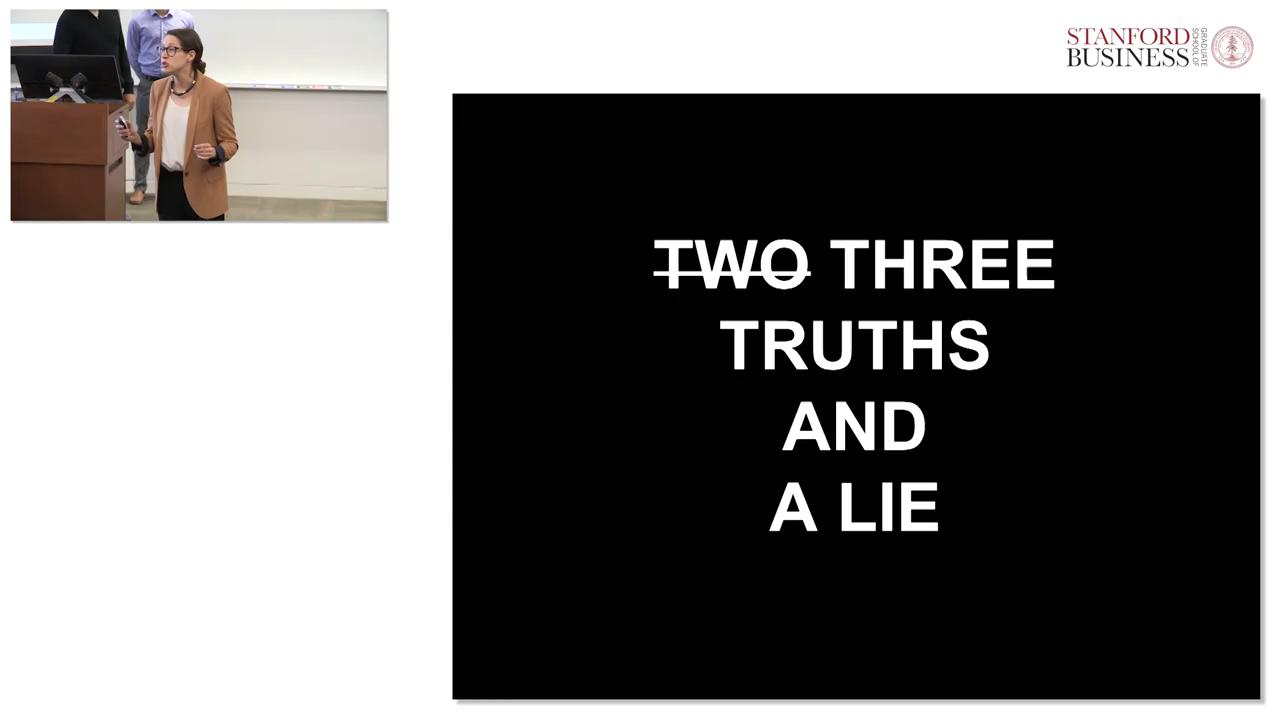 STANFORD
BUSINESS
GRADUATE
SCHOOL OF
TWO THREE
TRUTHS
AND
A LIE